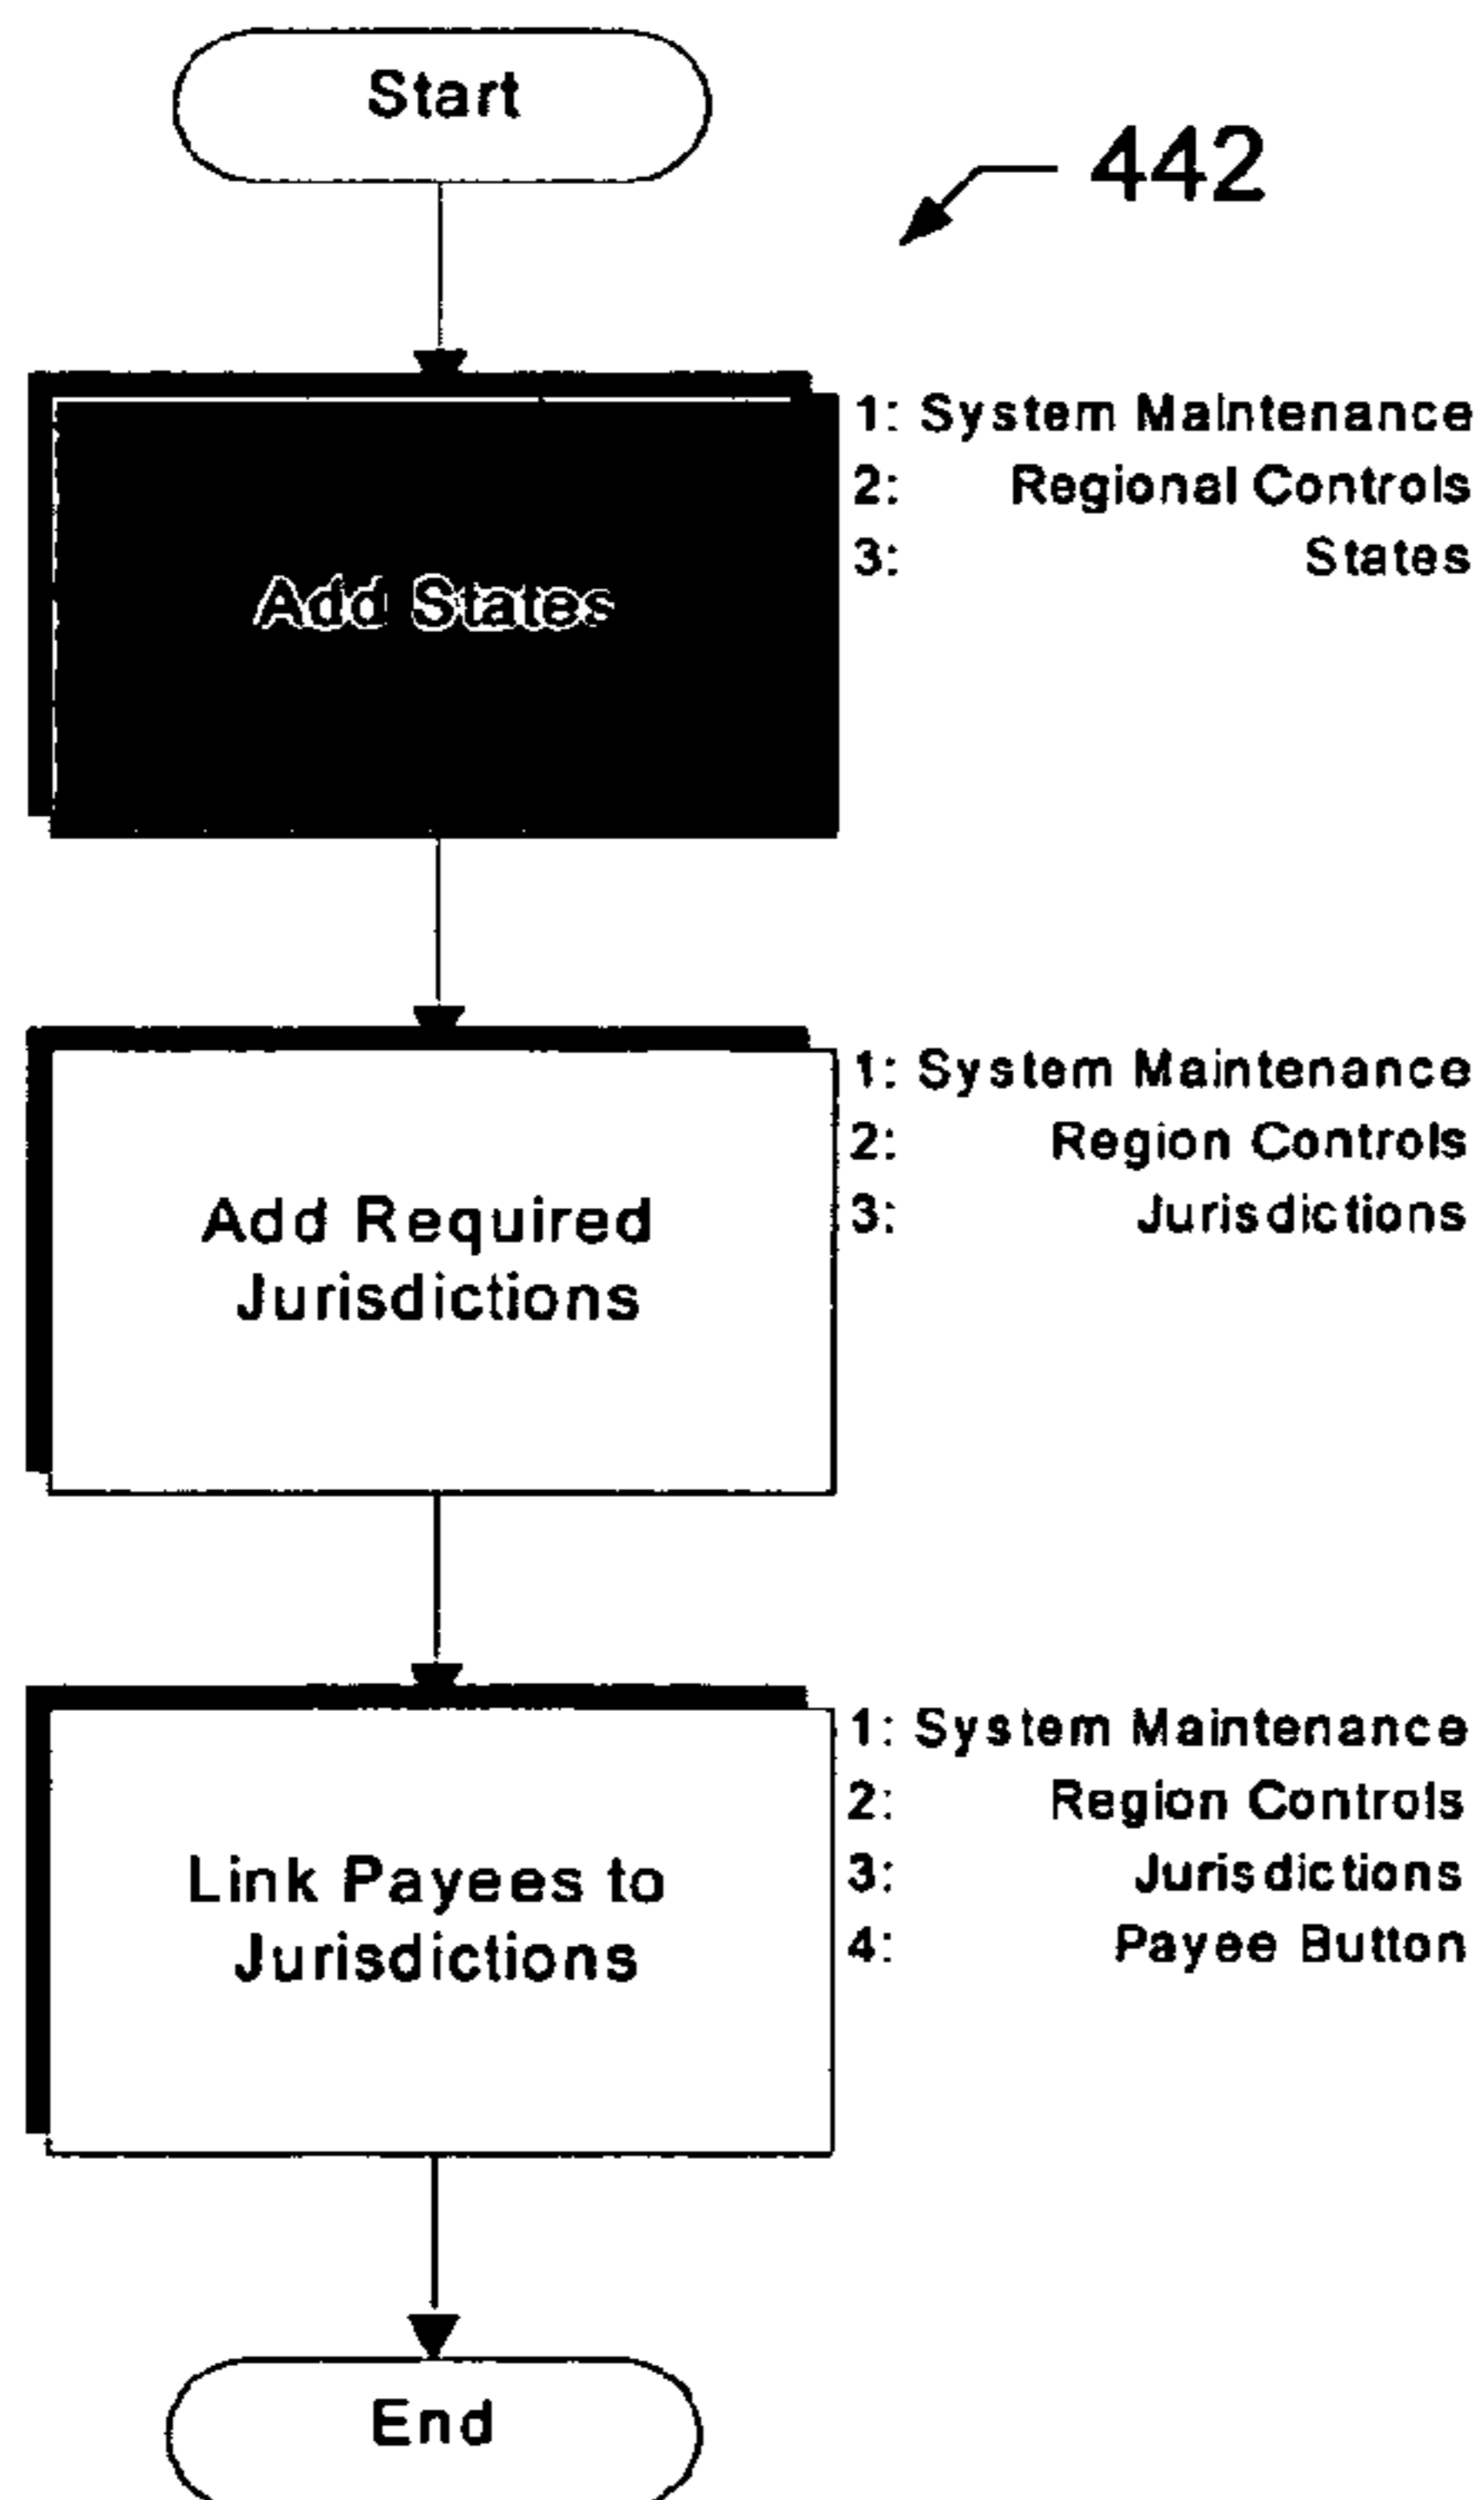 Start
442
Add States
1: System Maintenance
2: Regional Controls
3: States
Add Required
Jurisdictions
1: System Maintenance
2: Region Controls
3: Jurisdictions
Link Payees to
Jurisdictions
1: System Maintenance
2: Region Controls
3: Jurisdictions
4: Payee Button
End